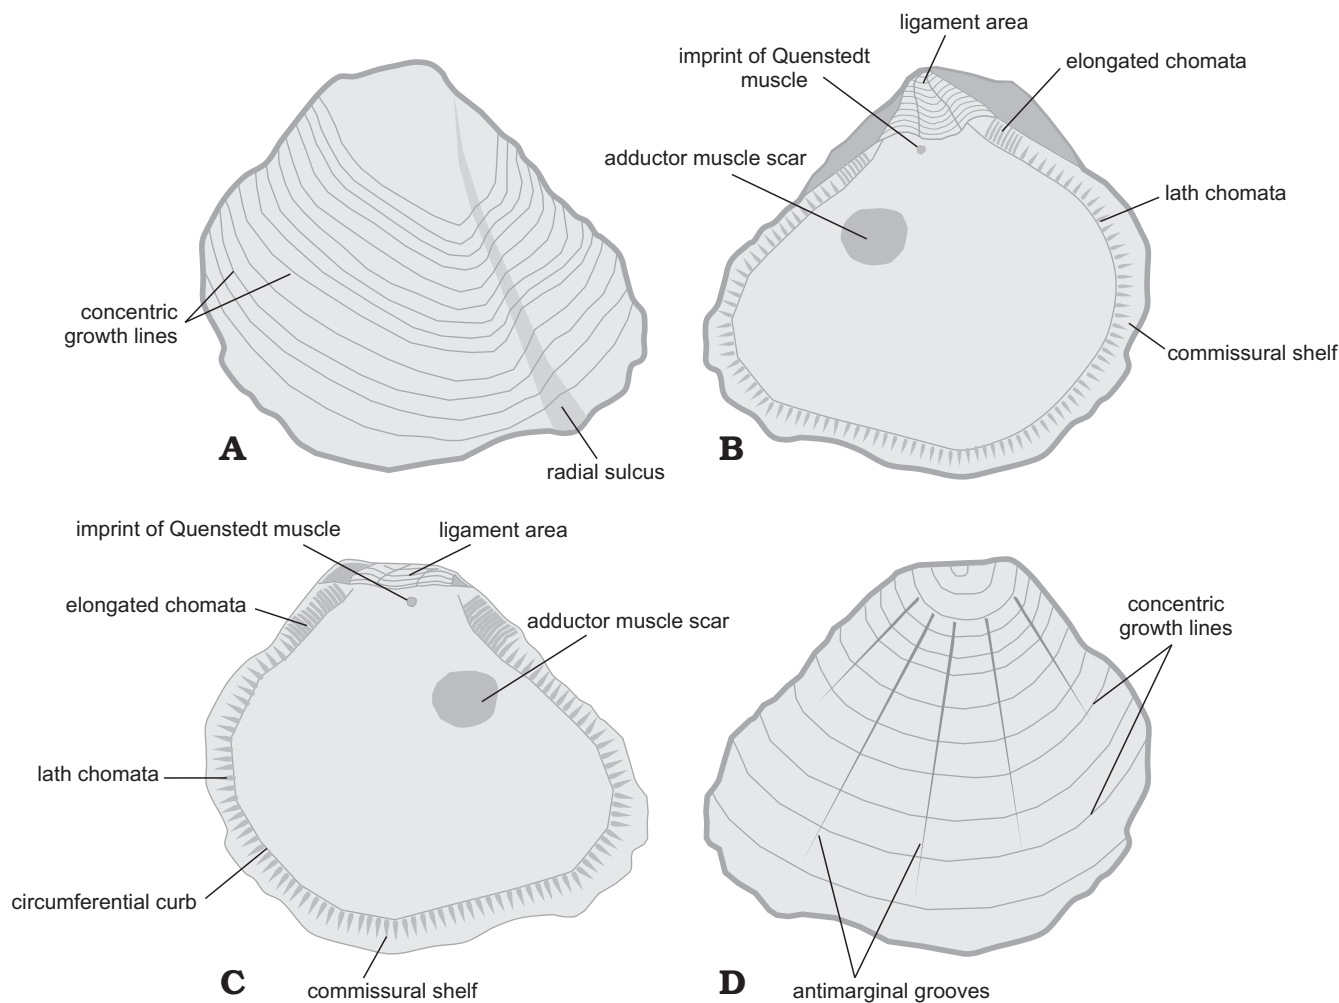 concentric
growth lines
A
radial sulcus
ligament area
imprint of Quenstedt
muscle
elongated chomata
adductor muscle scar
lath chomata
commissural shelf
B
imprint of Quenstedt muscle
ligament area
elongated chomata
adductor muscle scar
lath chomata
circumferential curb
C
commissural shelf
concentric
growth lines
D
antimarginal grooves